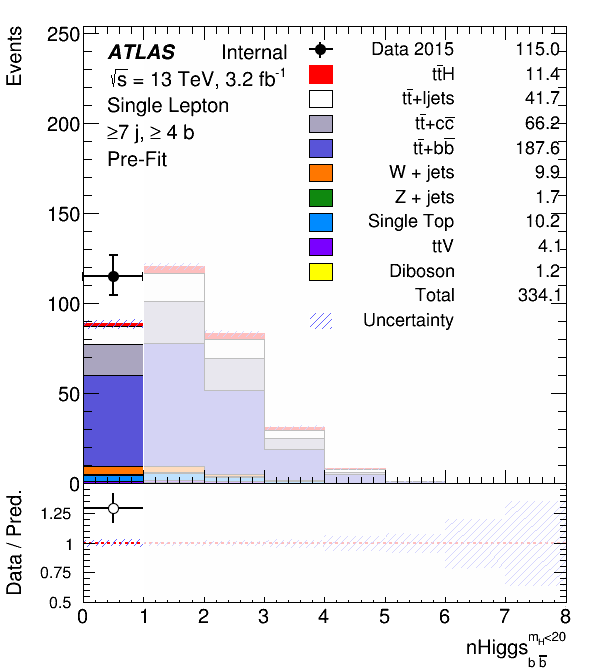 Events
250
200
150
100
50
0
ATLAS Internal
√s = 13 TeV, 3.2 fb⁻¹
Single Lepton
≥7 j, ≥ 4 b
Pre-Fit
Data 2015 115.0
tt̄H 11.4
tt̄+ljets 41.7
tt̄+cc̄ 66.2
tt̄+bb̄ 187.6
W + jets 9.9
Z + jets 1.7
Single Top 10.2
ttV 4.1
Diboson 1.2
Total 334.1
Uncertainty
Data / Pred.
1.25
1
0.75
0.5
0 1 2 3 4 5 6 7 8
nHiggs_{b b̄}^{m_H<20}